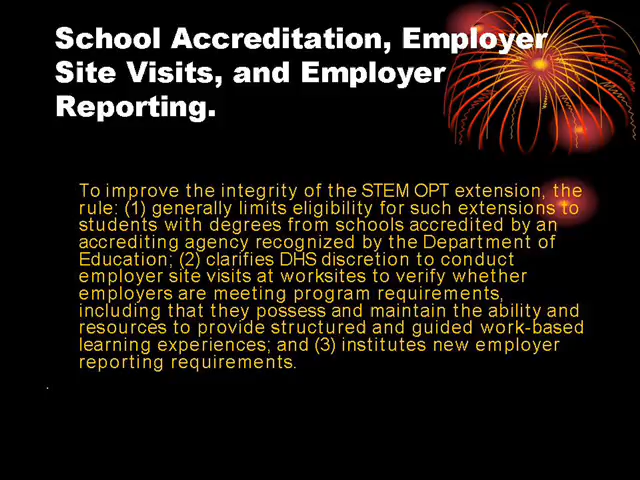 School Accreditation, Employer
Site Visits, and Employer
Reporting.
To improve the integrity of the STEM OPT extension, the
rule: (1) generally limits eligibility for such extensions to
students with degrees from schools accredited by an
accrediting agency recognized by the Department of
Education; (2) clarifies DHS discretion to conduct
employer site visits at worksites to verify whether
employers are meeting program requirements,
including that they possess and maintain the ability and
resources to provide structured and guided work-based
learning experiences; and (3) institutes new employer
reporting requirements.
.